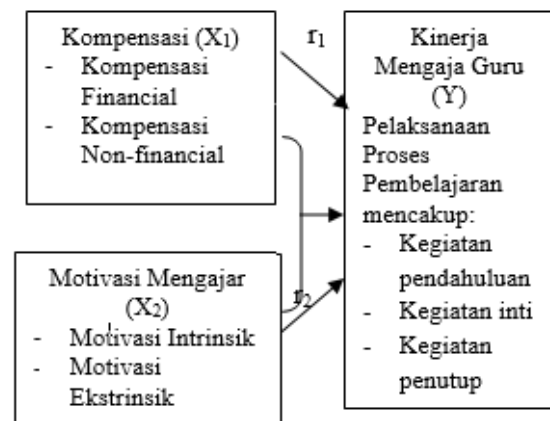 Kompensasi (X₁)
- Kompensasi
Financial
- Kompensasi
Non-financial
r₁
Kinerja
Mengaja Guru
(Y)
Pelaksanaan
Proses
Pembelajaran
mencakup:
- Kegiatan
pendahuluan
- Kegiatan inti
- Kegiatan
penutup
Motivasi Mengajar
(X₂)
- Motivasi Intrinsik
- Motivasi
Ekstrinsik
r₂